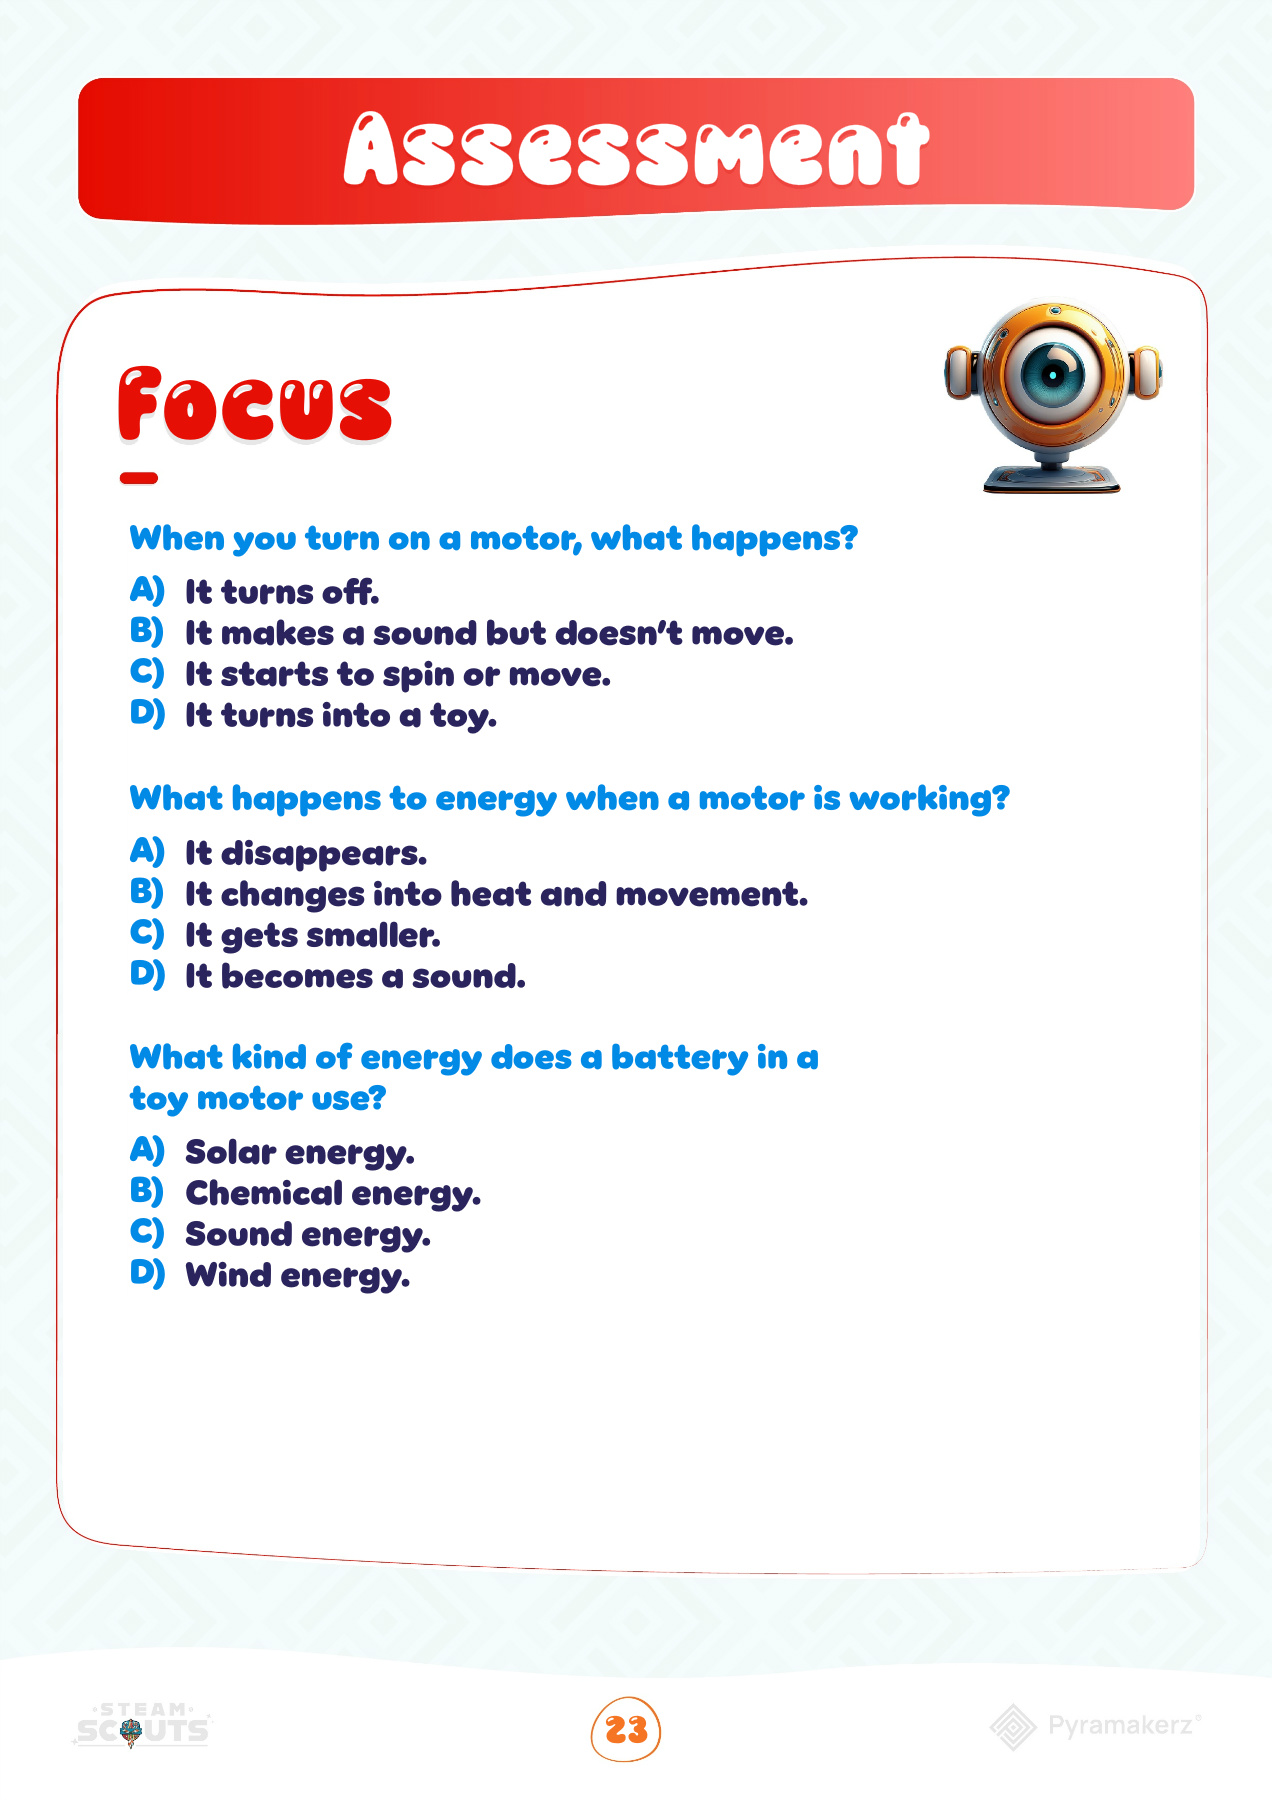 Assessment
Focus
When you turn on a motor, what happens?
A) It turns off.
B) It makes a sound but doesn't move.
C) It starts to spin or move.
D) It turns into a toy.
What happens to energy when a motor is working?
A) It disappears.
B) It changes into heat and movement.
C) It gets smaller.
D) It becomes a sound.
What kind of energy does a battery in a
toy motor use?
A) Solar energy.
B) Chemical energy.
C) Sound energy.
D) Wind energy.
STEAM
SCOUTS
23
Pyramakerz